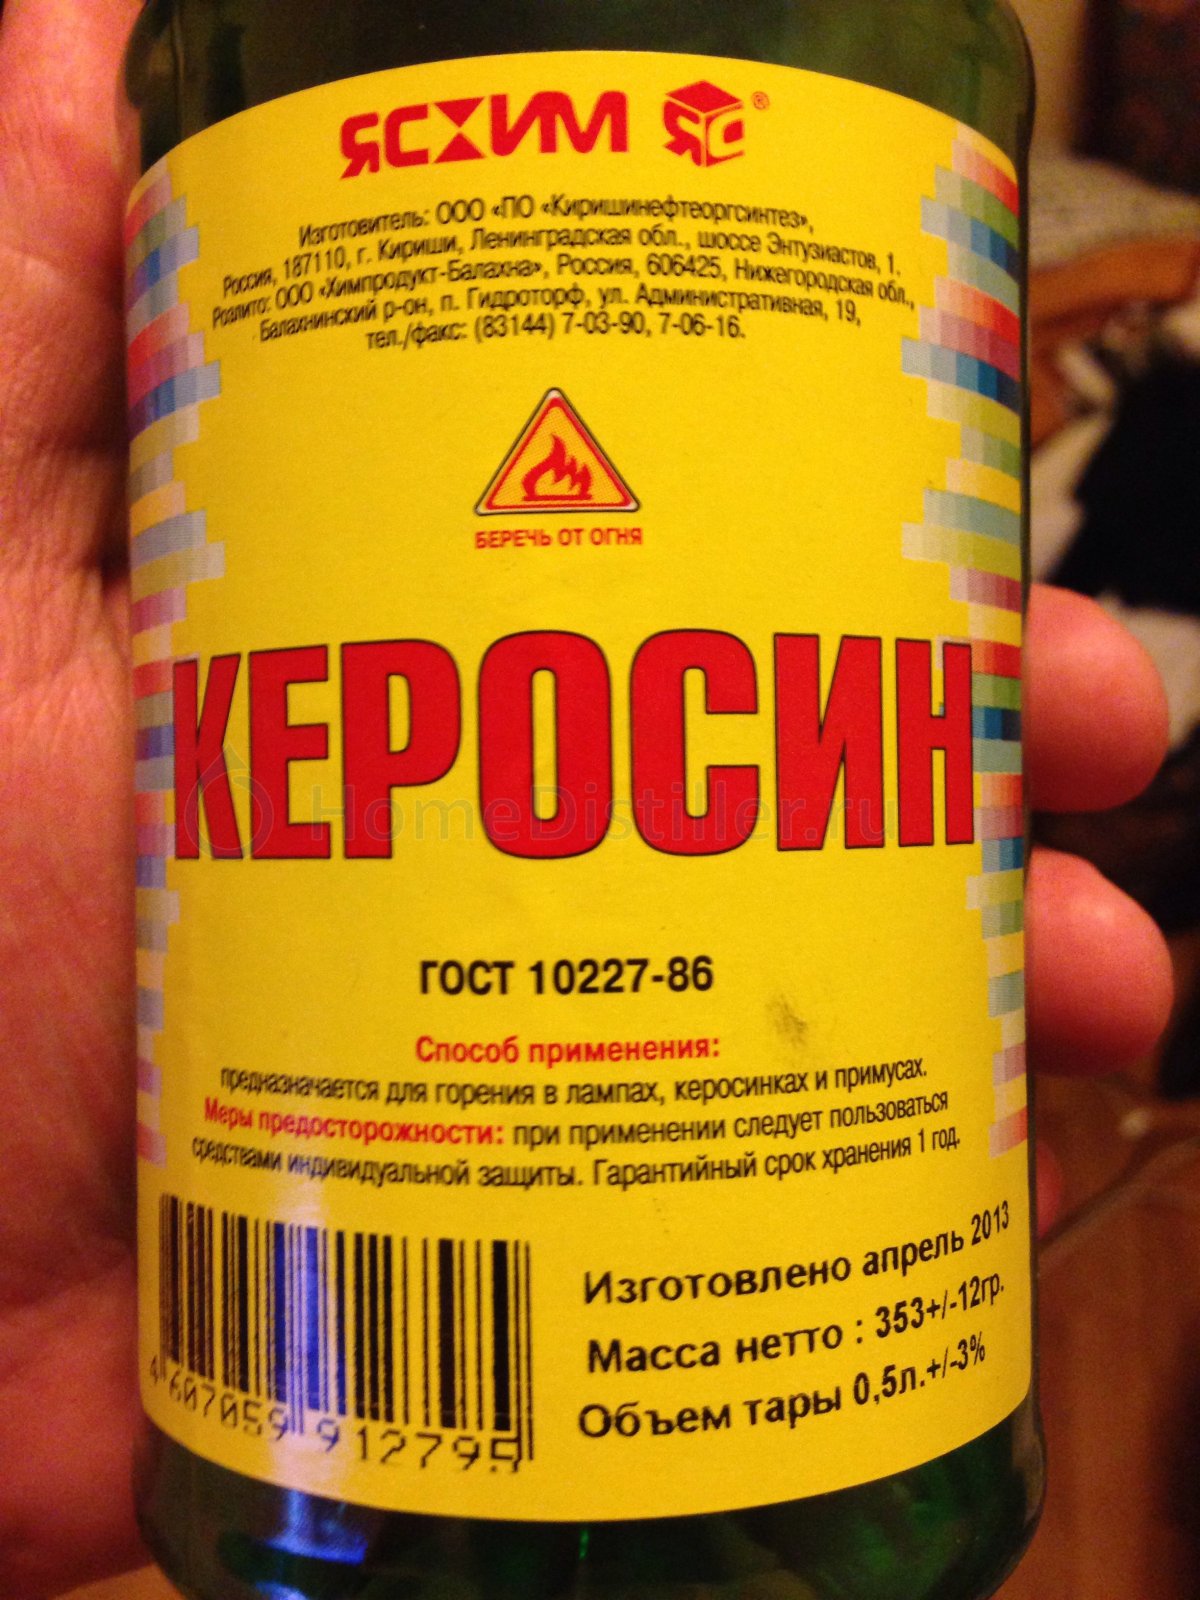 ЯСХИМ ЯС®
Изготовитель: ООО «ПО «Киришинефтеоргсинтез»,
Россия, 187110, г. Кириши, Ленинградская обл., шоссе Энтузиастов, 1.
Розлито: ООО «Химпродукт-Балахна», Россия, 606425, Нижегородская обл.,
Балахнинский р-он, п. Гидроторф, ул. Административная, 19,
тел./факс: (83144) 7-03-90, 7-06-16.
БЕРЕЧЬ ОТ ОГНЯ
КЕРОСИН
HomeDistiller.ru
ГОСТ 10227-86
Способ применения:
предназначается для горения в лампах, керосинках и примусах.
Меры предосторожности: при применении следует пользоваться
средствами индивидуальной защиты. Гарантийный срок хранения 1 год.
Изготовлено апрель 2013
Масса нетто : 353+/-12гр.
Объем тары 0,5л.+/-3%
4 607059 912795